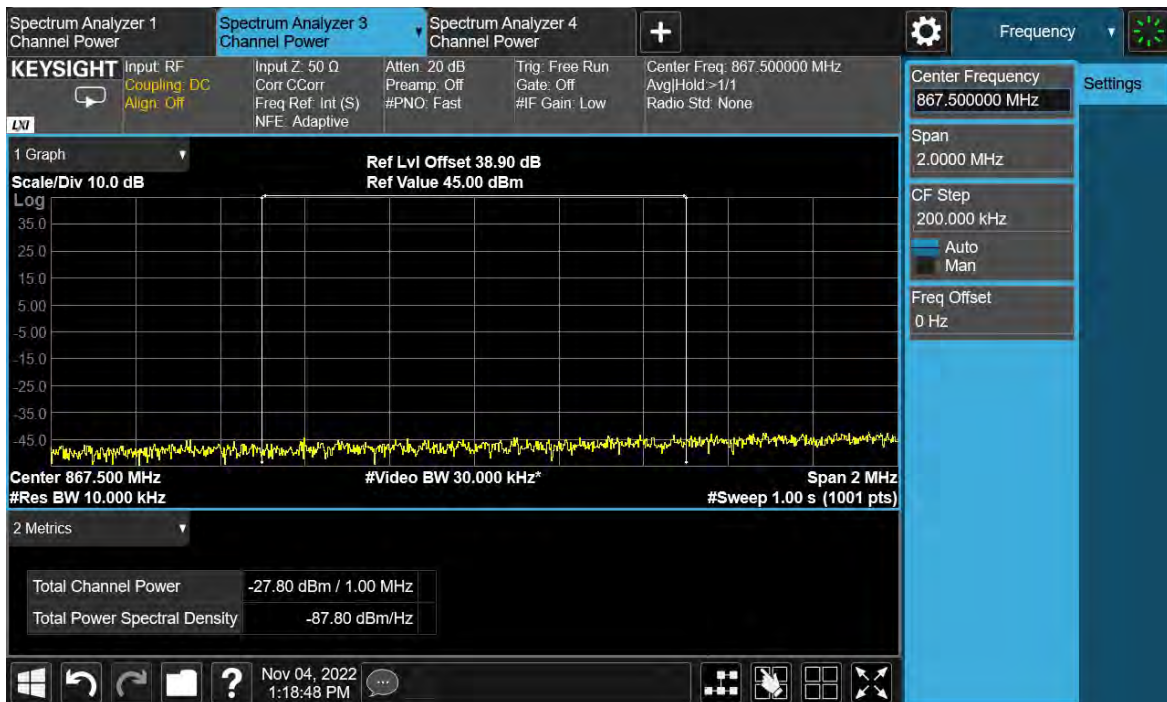 Spectrum Analyzer 1
Channel Power
Spectrum Analyzer 3
Channel Power
Spectrum Analyzer 4
Channel Power
+
Frequency
KEYSIGHT
LXI
Input: RF
Coupling: DC
Align: Off
Input Z: 50 Ω
Corr CCorr
Freq Ref: Int (S)
NFE: Adaptive
Atten: 20 dB
Preamp: Off
#PNO: Fast
Trig: Free Run
Gate: Off
#IF Gain: Low
Center Freq: 867.500000 MHz
Avg|Hold:>1/1
Radio Std: None
1 Graph
Scale/Div 10.0 dB
Ref Lvl Offset 38.90 dB
Ref Value 45.00 dBm
Log
35.0
25.0
15.0
5.00
-5.00
-15.0
-25.0
-35.0
-45.0
Center 867.500 MHz
#Video BW 30.000 kHz*
Span 2 MHz
#Res BW 10.000 kHz
#Sweep 1.00 s (1001 pts)
2 Metrics
Total Channel Power -27.80 dBm / 1.00 MHz
Total Power Spectral Density -87.80 dBm/Hz
?
Nov 04, 2022
1:18:48 PM
Center Frequency
867.500000 MHz
Span
2.0000 MHz
CF Step
200.000 kHz
Auto
Man
Freq Offset
0 Hz
Settings